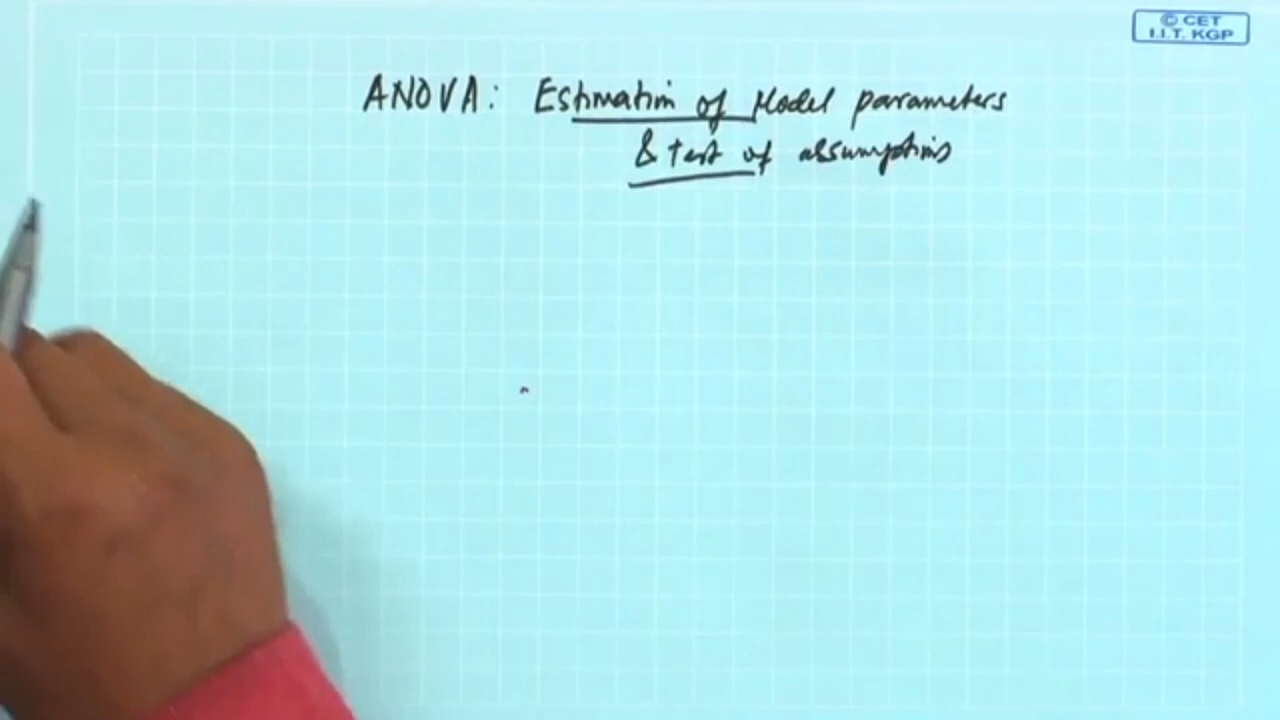 © CET
I.I.T. KGP
ANOVA: Estimation of Model parameters
& test of assumptions